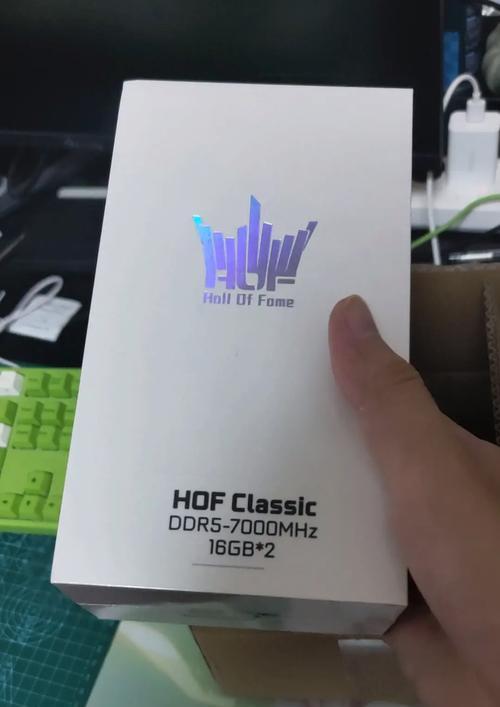 HOF
Hall Of Fame
HOF Classic
DDR5-7000MHz
16GB*2